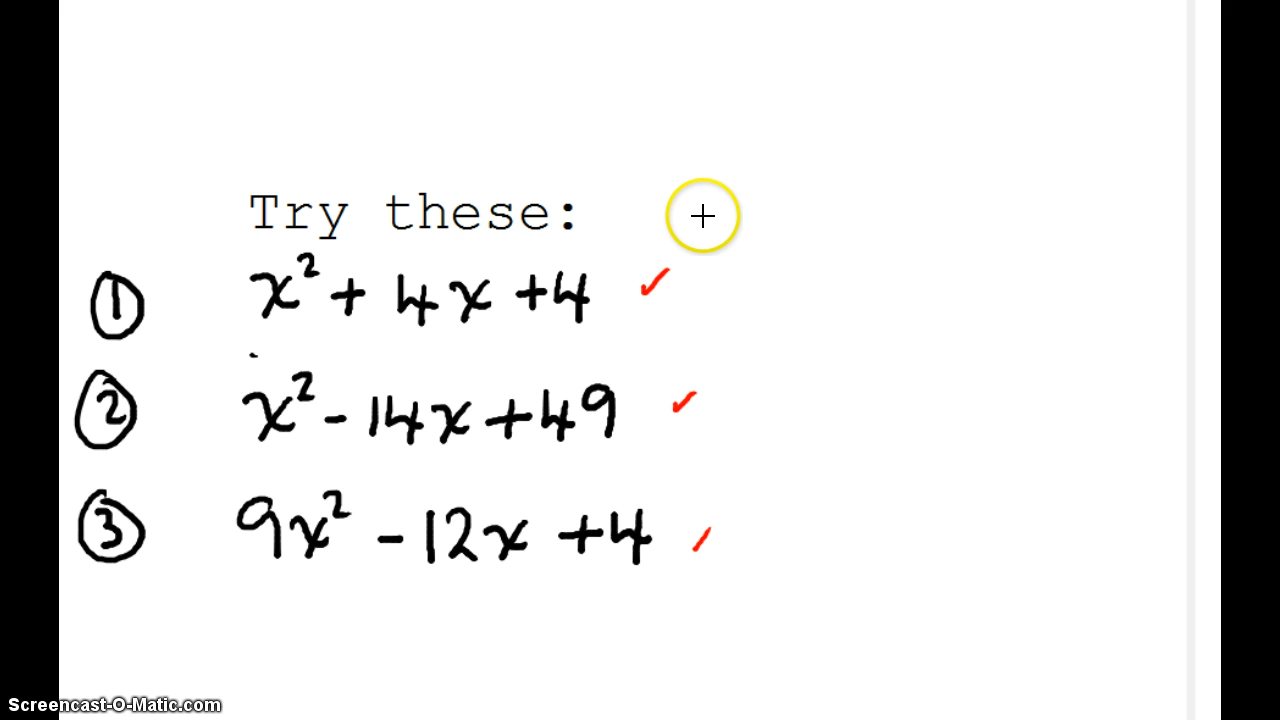 Try these:
① x² + 4x + 4
② x² - 14x + 49
③ 9x² - 12x + 4
Screencast-O-Matic.com